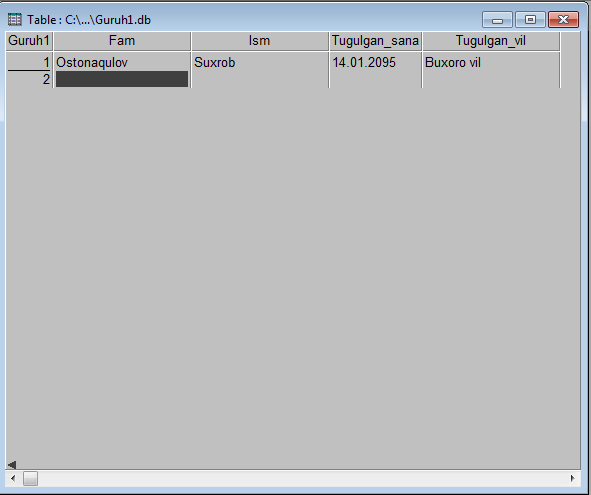 Table : C:\...\Guruh1.db
Guruh1 Fam Ism Tugulgan_sana Tugulgan_vil
1 Ostonaqulov Suxrob 14.01.2095 Buxoro vil
2